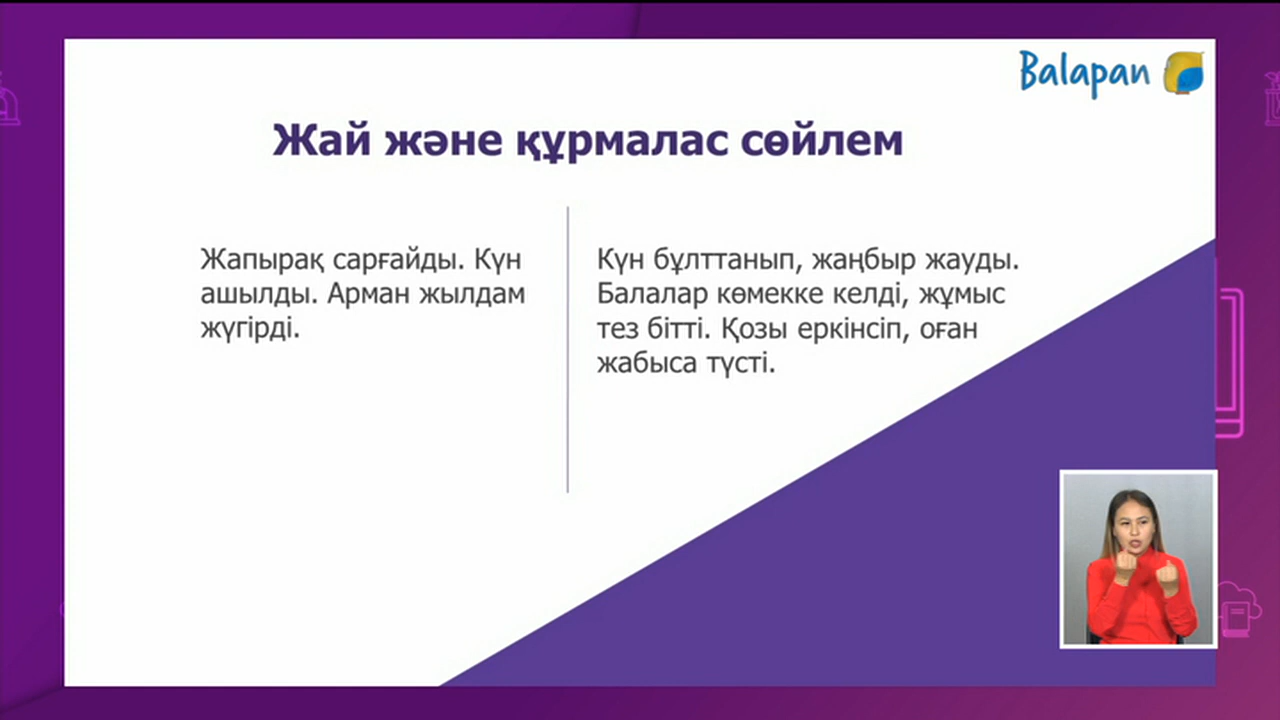 Balapan
Жай және құрмалас сөйлем
Жапырақ сарғайды. Күн
ашылды. Арман жылдам
жүгірді.
Күн бұлттанып, жаңбыр жауды.
Балалар көмекке келді, жұмыс
тез бітті. Қозы еркінсіп, оған
жабыса түсті.